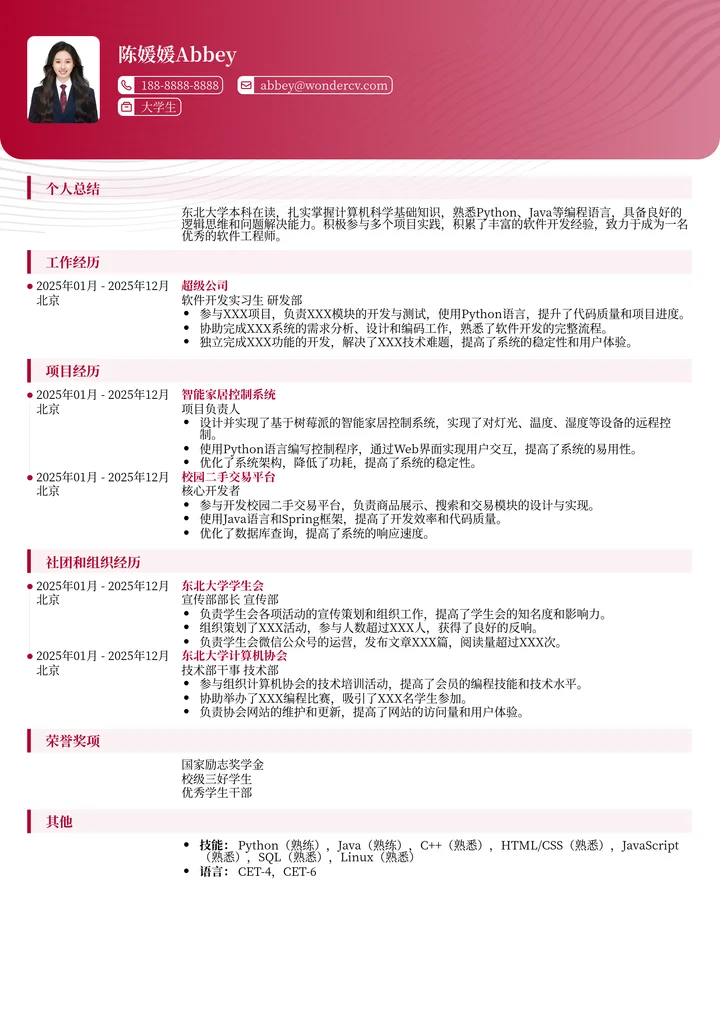 陈媛媛Abbey
188-8888-8888
abbey@wondercv.com
大学生
个人总结
东北大学本科在读，扎实掌握计算机科学基础知识，熟悉Python、Java等编程语言，具备良好的
逻辑思维和问题解决能力。积极参与多个项目实践，积累了丰富的软件开发经验，致力于成为一名
优秀的软件工程师。
工作经历
2025年01月 - 2025年12月
北京
超级公司
软件开发实习生 研发部
• 参与XXX项目，负责XXX模块的开发与测试，使用Python语言，提升了代码质量和项目进度。
• 协助完成XXX系统的需求分析、设计和编码工作，熟悉了软件开发的完整流程。
• 独立完成XXX功能的开发，解决了XXX技术难题，提高了系统的稳定性和用户体验。
项目经历
2025年01月 - 2025年12月
北京
智能家居控制系统
项目负责人
• 设计并实现了基于树莓派的智能家居控制系统，实现了对灯光、温度、湿度等设备的远程控
制。
• 使用Python语言编写控制程序，通过Web界面实现用户交互，提高了系统的易用性。
• 优化了系统架构，降低了功耗，提高了系统的稳定性。
2025年01月 - 2025年12月
北京
校园二手交易平台
核心开发者
• 参与开发校园二手交易平台，负责商品展示、搜索和交易模块的设计与实现。
• 使用Java语言和Spring框架，提高了开发效率和代码质量。
• 优化了数据库查询，提高了系统的响应速度。
社团和组织经历
2025年01月 - 2025年12月
北京
东北大学学生会
宣传部部长 宣传部
• 负责学生会各项活动的宣传策划和组织工作，提高了学生会的知名度和影响力。
• 组织策划了XXX活动，参与人数超过XXX人，获得了良好的反响。
• 负责学生会微信公众号的运营，发布文章XXX篇，阅读量超过XXX次。
2025年01月 - 2025年12月
北京
东北大学计算机协会
技术部干事 技术部
• 参与组织计算机协会的技术培训活动，提高了会员的编程技能和技术水平。
• 协助举办了XXX编程比赛，吸引了XXX名学生参加。
• 负责协会网站的维护和更新，提高了网站的访问量和用户体验。
荣誉奖项
国家励志奖学金
校级三好学生
优秀学生干部
其他
• 技能： Python（熟练）, Java（熟练）, C++（熟悉）, HTML/CSS（熟悉）, JavaScript
（熟悉）, SQL（熟悉）, Linux（熟悉）
• 语言： CET-4，CET-6